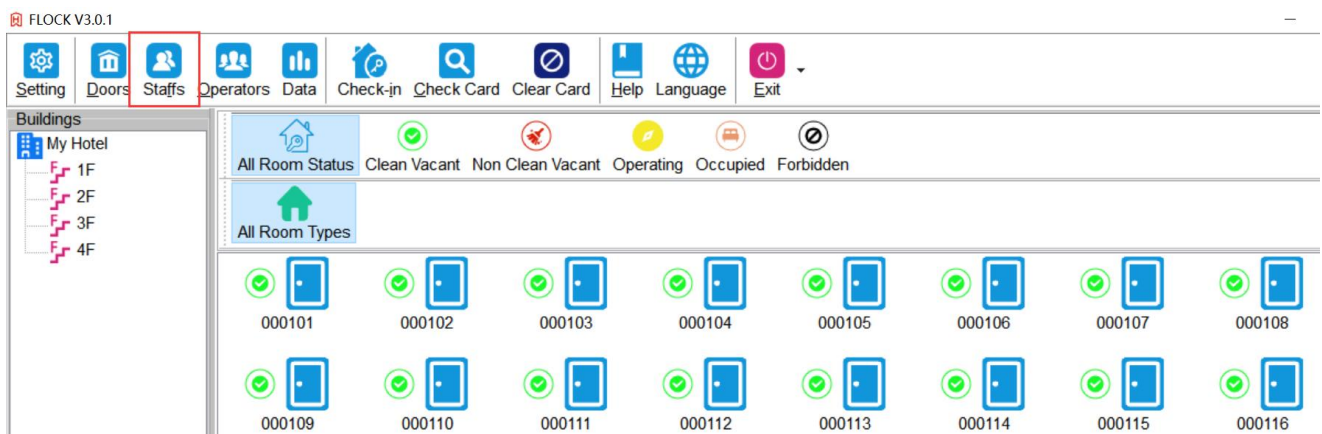 FLOCK V3.0.1
Setting Doors Staffs Operators Data Check-in Check Card Clear Card Help Language Exit
Buildings
My Hotel
1F
2F
3F
4F
All Room Status Clean Vacant Non Clean Vacant Operating Occupied Forbidden
All Room Types
000101 000102 000103 000104 000105 000106 000107 000108
000109 000110 000111 000112 000113 000114 000115 000116